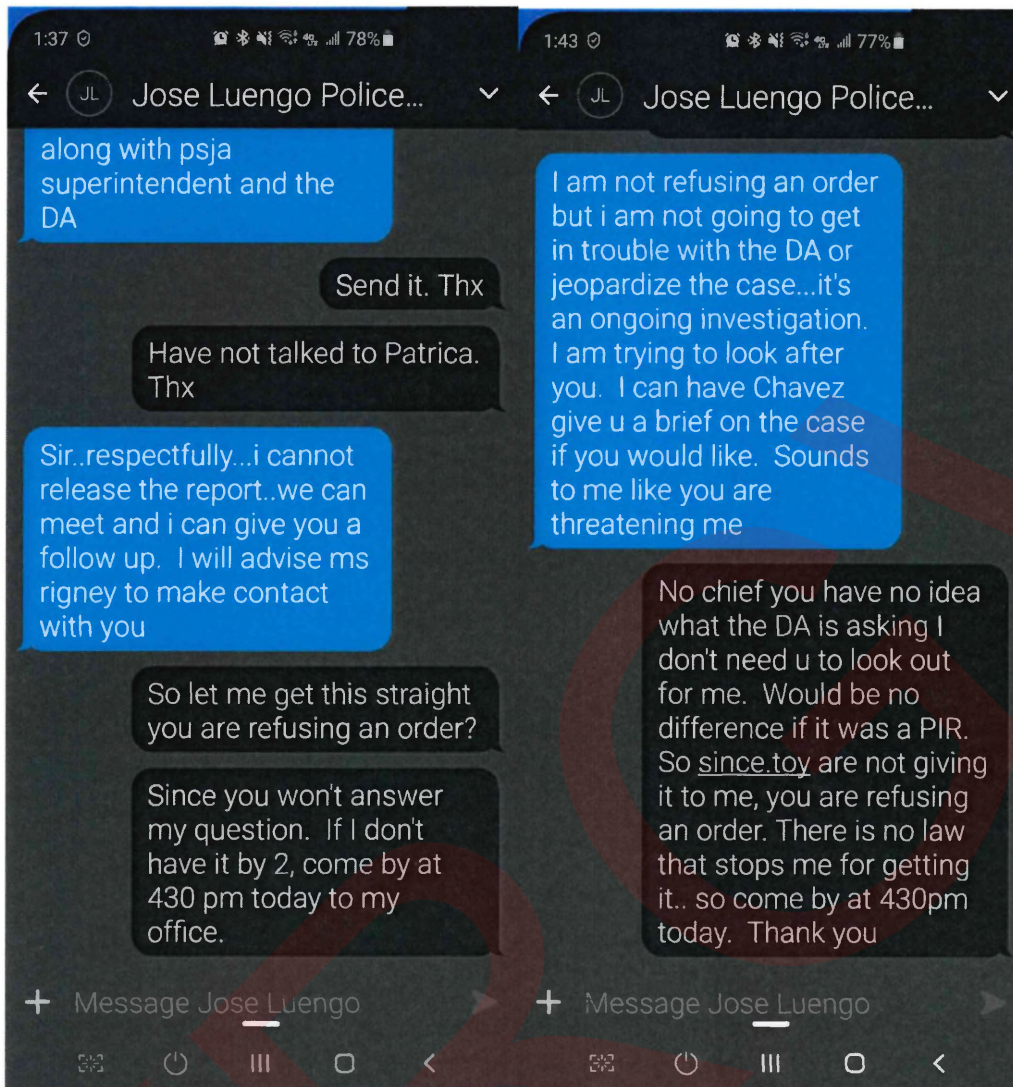 1:37 78%
JL Jose Luengo Police...
along with psja
superintendent and the
DA
Send it. Thx
Have not talked to Patrica.
Thx
Sir..respectfully...i cannot
release the report..we can
meet and i can give you a
follow up. I will advise ms
rigney to make contact
with you
So let me get this straight
you are refusing an order?
Since you won't answer
my question. If I don't
have it by 2, come by at
430 pm today to my
office.
Message Jose Luengo
1:43 77%
JL Jose Luengo Police...
I am not refusing an order
but i am not going to get
in trouble with the DA or
jeopardize the case...it's
an ongoing investigation.
I am trying to look after
you. I can have Chavez
give u a brief on the case
if you would like. Sounds
to me like you are
threatening me
No chief you have no idea
what the DA is asking I
don't need u to look out
for me. Would be no
difference if it was a PIR.
So since.toy are not giving
it to me, you are refusing
an order. There is no law
that stops me for getting
it.. so come by at 430pm
today. Thank you
Message Jose Luengo